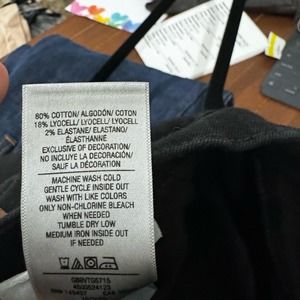 80% COTTON/ ALGODÓN/ COTON
18% LYOCELL/ LYOCELL/ LYOCELL
2% ELASTANE/ ELASTANO/
ÉLASTHANNE
EXCLUSIVE OF DECORATION/
NO INCLUYE LA DECORACIÓN/
SAUF LA DÉCORATION
MACHINE WASH COLD
GENTLE CYCLE INSIDE OUT
WASH WITH LIKE COLORS
ONLY NON-CHLORINE BLEACH
WHEN NEEDED
TUMBLE DRY LOW
MEDIUM IRON INSIDE OUT
IF NEEDED